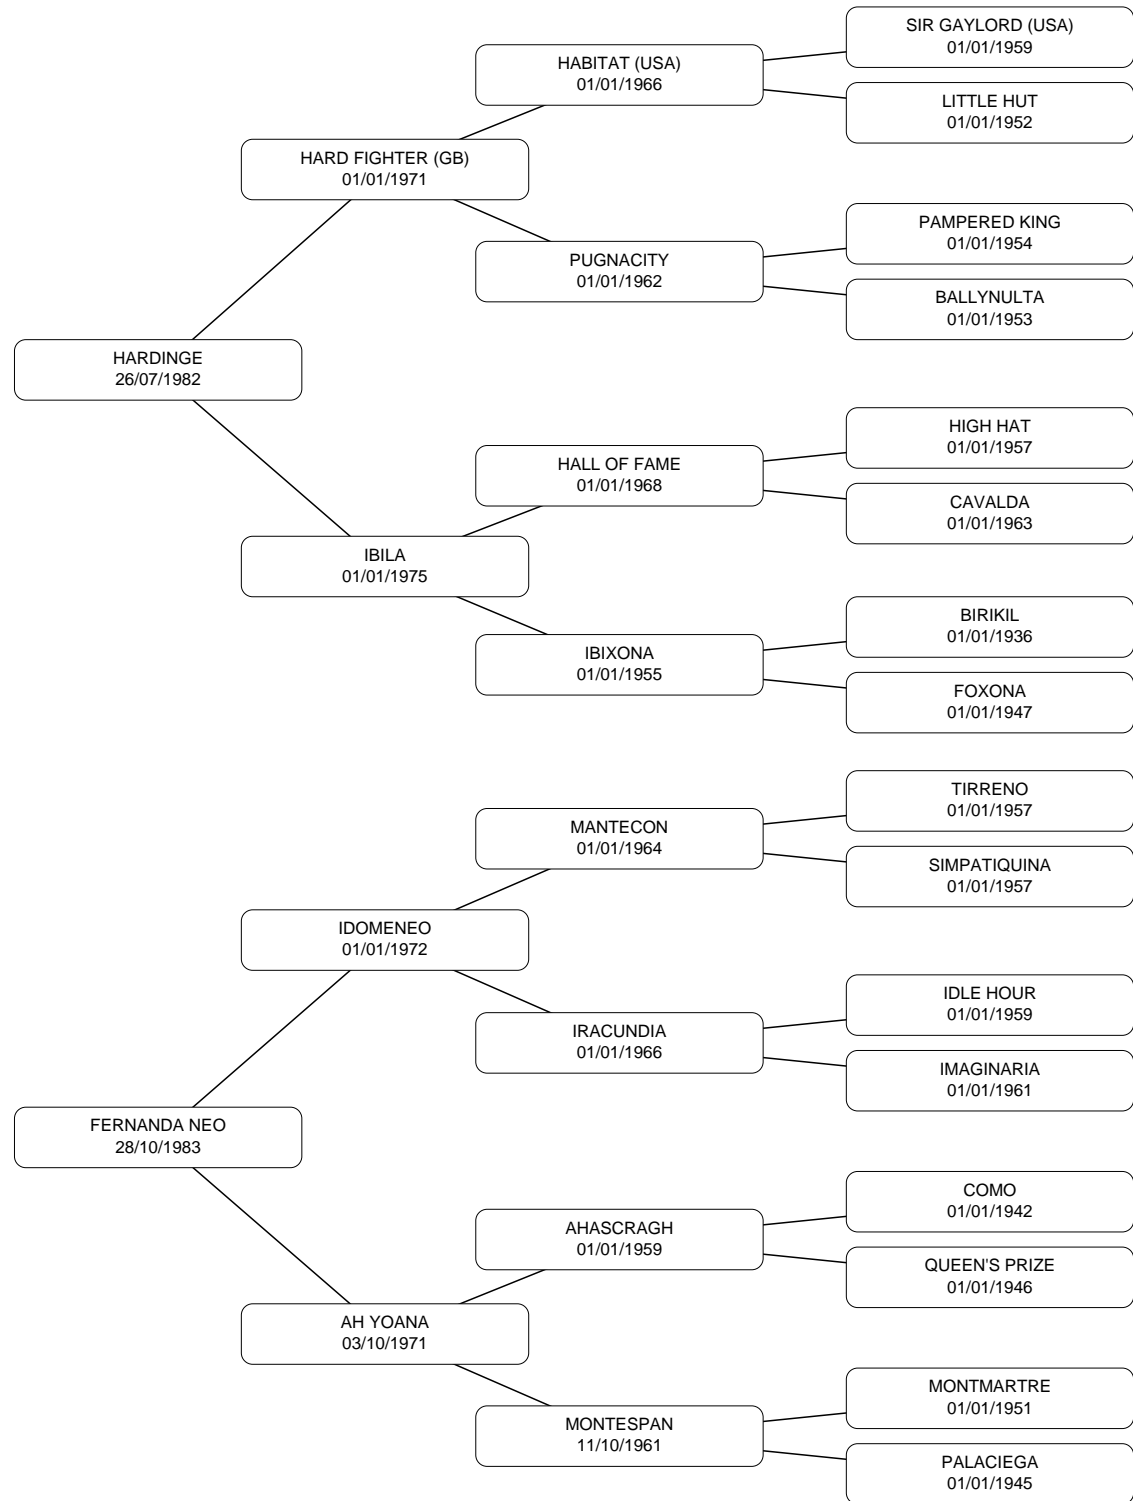 SIR GAYLORD (USA)
01/01/1959
HABITAT (USA)
01/01/1966
LITTLE HUT
01/01/1952
HARD FIGHTER (GB)
01/01/1971
PAMPERED KING
01/01/1954
PUGNACITY
01/01/1962
BALLYNULTA
01/01/1953
HARDINGE
26/07/1982
HIGH HAT
01/01/1957
HALL OF FAME
01/01/1968
CAVALDA
01/01/1963
IBILA
01/01/1975
BIRIKIL
01/01/1936
IBIXONA
01/01/1955
FOXONA
01/01/1947
TIRRENO
01/01/1957
MANTECON
01/01/1964
SIMPATIQUINA
01/01/1957
IDOMENEO
01/01/1972
IDLE HOUR
01/01/1959
IRACUNDIA
01/01/1966
IMAGINARIA
01/01/1961
FERNANDA NEO
28/10/1983
COMO
01/01/1942
AHASCRAGH
01/01/1959
QUEEN'S PRIZE
01/01/1946
AH YOANA
03/10/1971
MONTMARTRE
01/01/1951
MONTESPAN
11/10/1961
PALACIEGA
01/01/1945